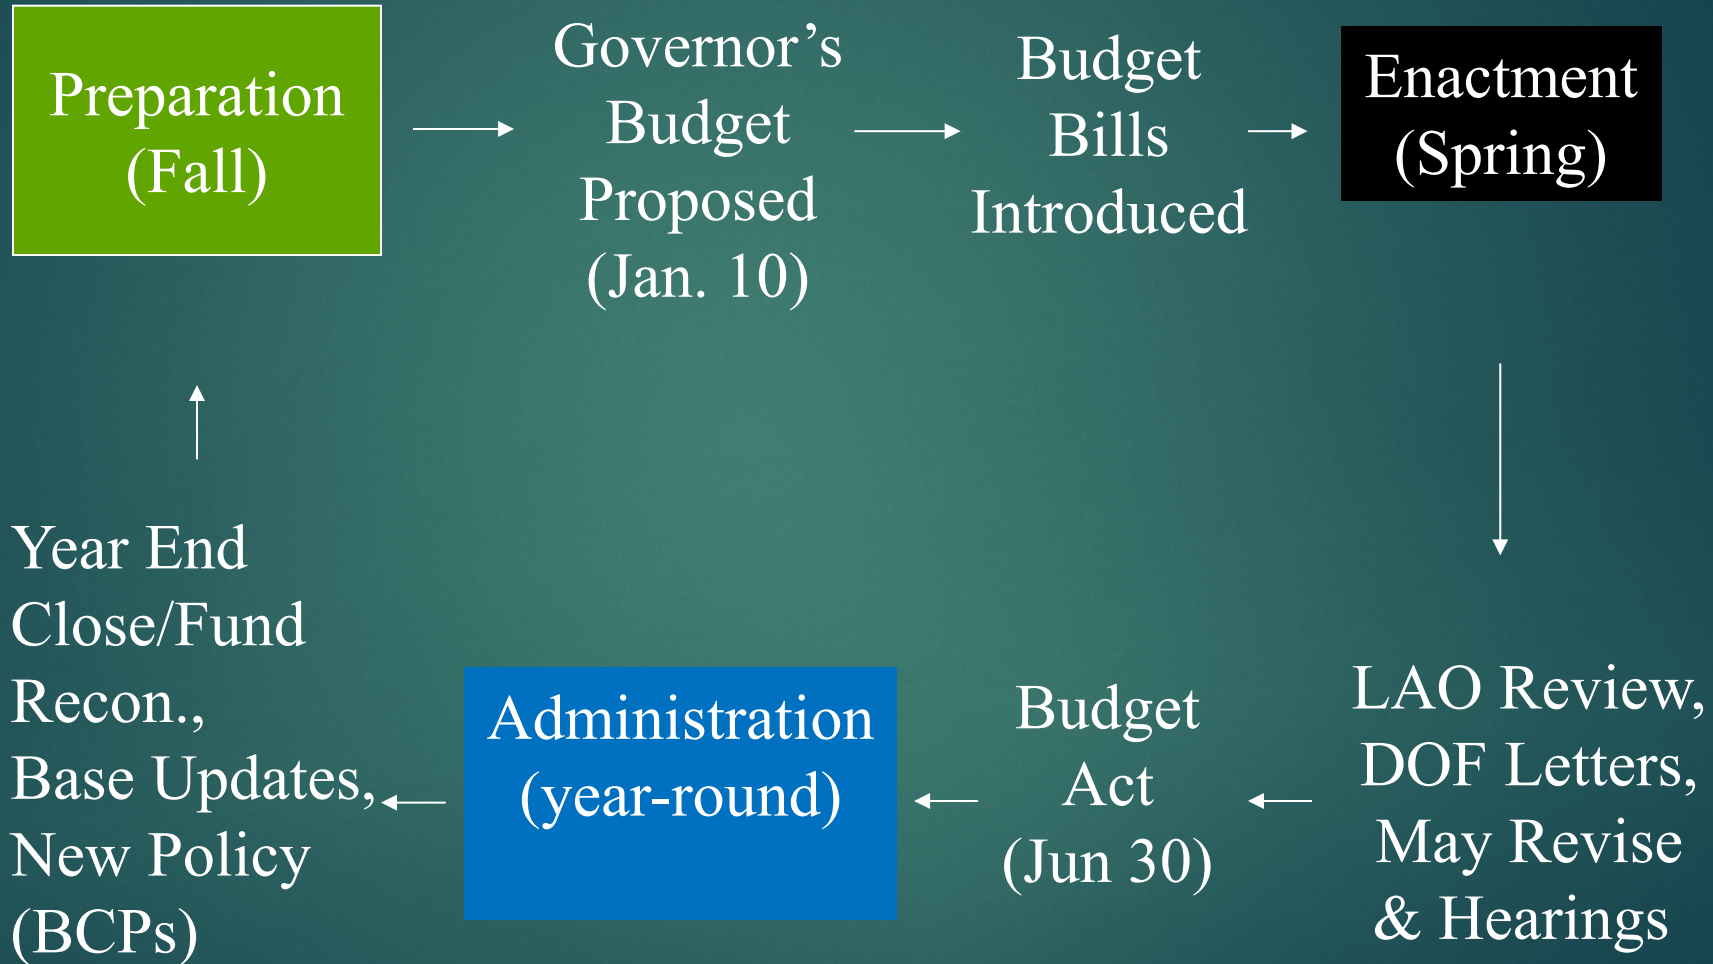 Preparation
(Fall)
Governor’s
Budget
Proposed
(Jan. 10)
Budget
Bills
Introduced
Enactment
(Spring)
LAO Review,
DOF Letters,
May Revise
& Hearings
Budget
Act
(Jun 30)
Administration
(year-round)
Year End
Close/Fund
Recon.,
Base Updates,
New Policy
(BCPs)